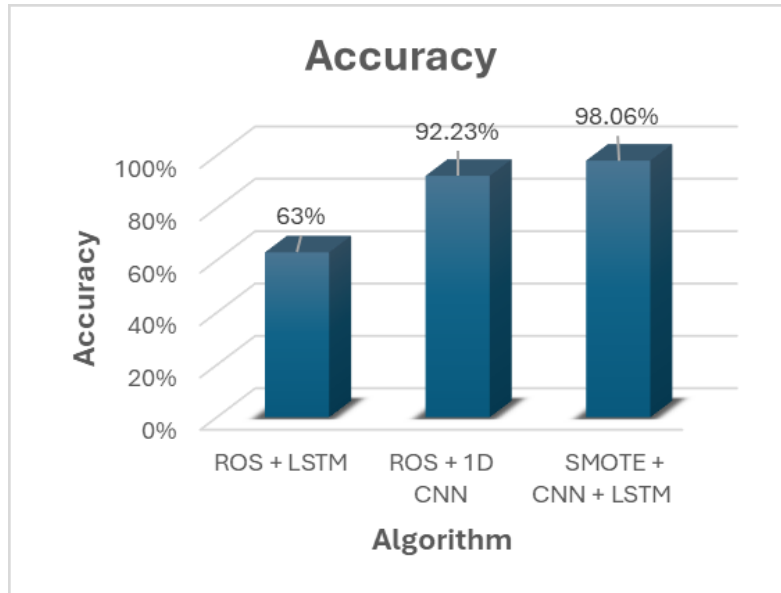 Accuracy
98.06%
92.23%
63%
100%
80%
60%
40%
20%
0%
Accuracy
ROS + LSTM
ROS + 1D
CNN
SMOTE +
CNN + LSTM
Algorithm